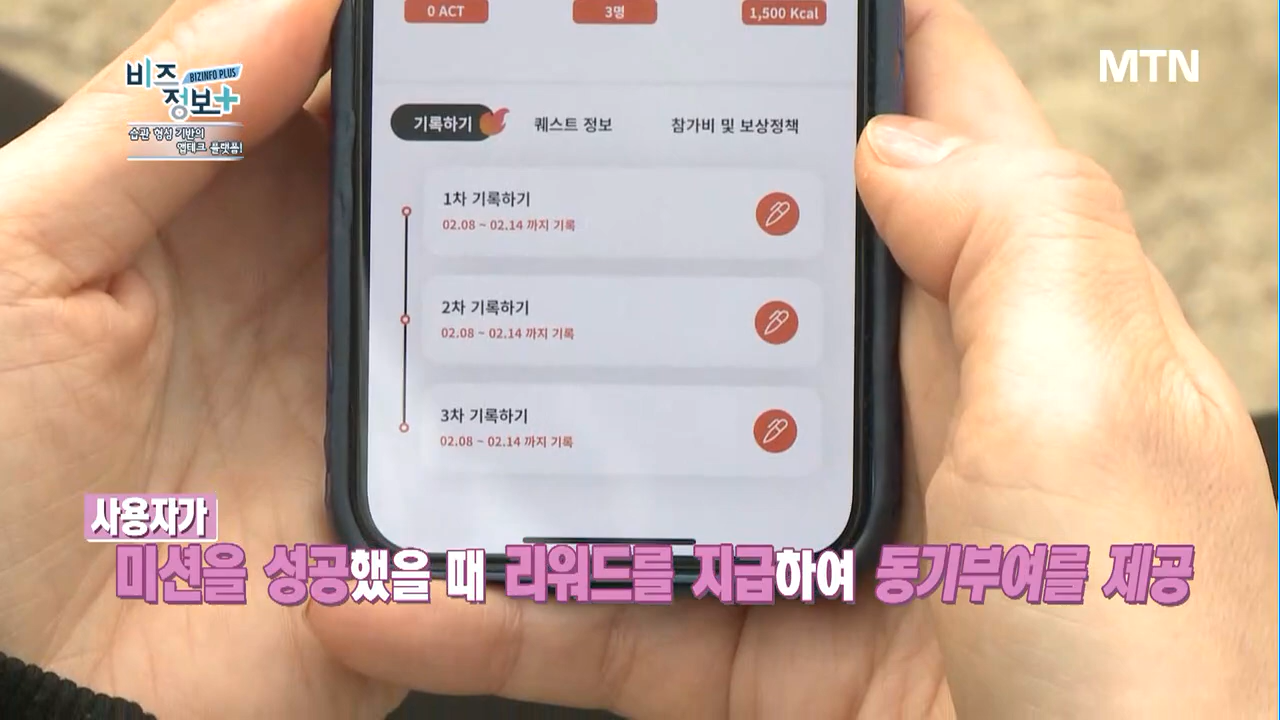 0 ACT
3명
1,500 Kcal
비즈
BIZINFO PLUS
정보+
습관 형성 기반의
앱테크 플랫폼!
MTN
기록하기
퀘스트 정보
참가비 및 보상정책
1차 기록하기
02.08 ~ 02.14 까지 기록
2차 기록하기
02.08 ~ 02.14 까지 기록
3차 기록하기
02.08 ~ 02.14 까지 기록
사용자가
미션을 성공했을 때 리워드를 지급하여 동기부여를 제공